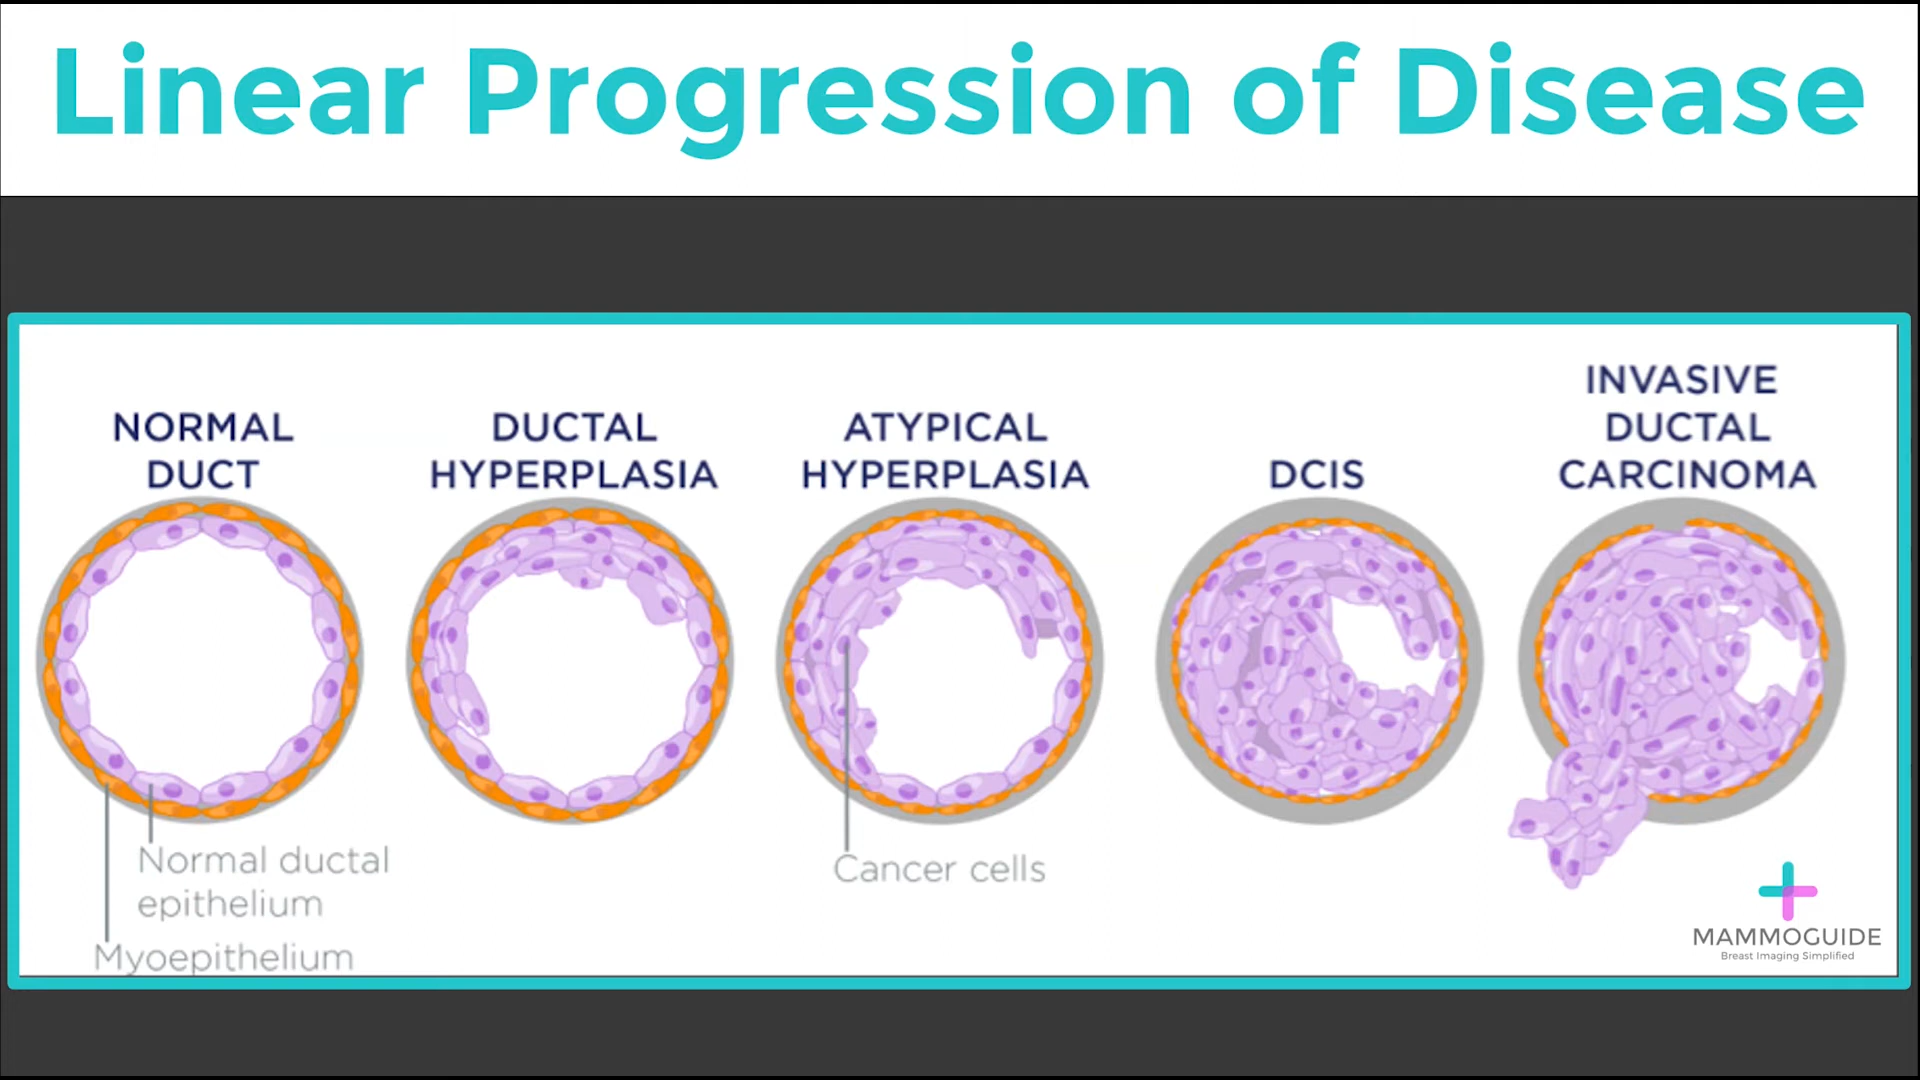 Linear Progression of Disease
NORMAL
DUCT
DUCTAL
HYPERPLASIA
ATYPICAL
HYPERPLASIA
DCIS
INVASIVE
DUCTAL
CARCINOMA
Normal ductal
epithelium
Myoepithelium
Cancer cells
MAMMOGUIDE
Breast Imaging Simplified